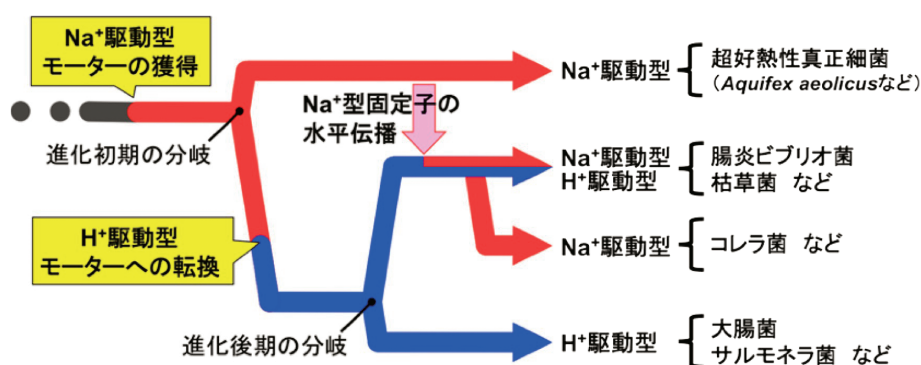 Na⁺駆動型
モーターの獲得
進化初期の分岐
Na⁺型固定子の
水平伝播
H⁺駆動型
モーターへの転換
進化後期の分岐
Na⁺駆動型
超好熱性真正細菌
（Aquifex aeolicusなど）
Na⁺駆動型
H⁺駆動型
腸炎ビブリオ菌
枯草菌 など
Na⁺駆動型
コレラ菌 など
H⁺駆動型
大腸菌
サルモネラ菌 など